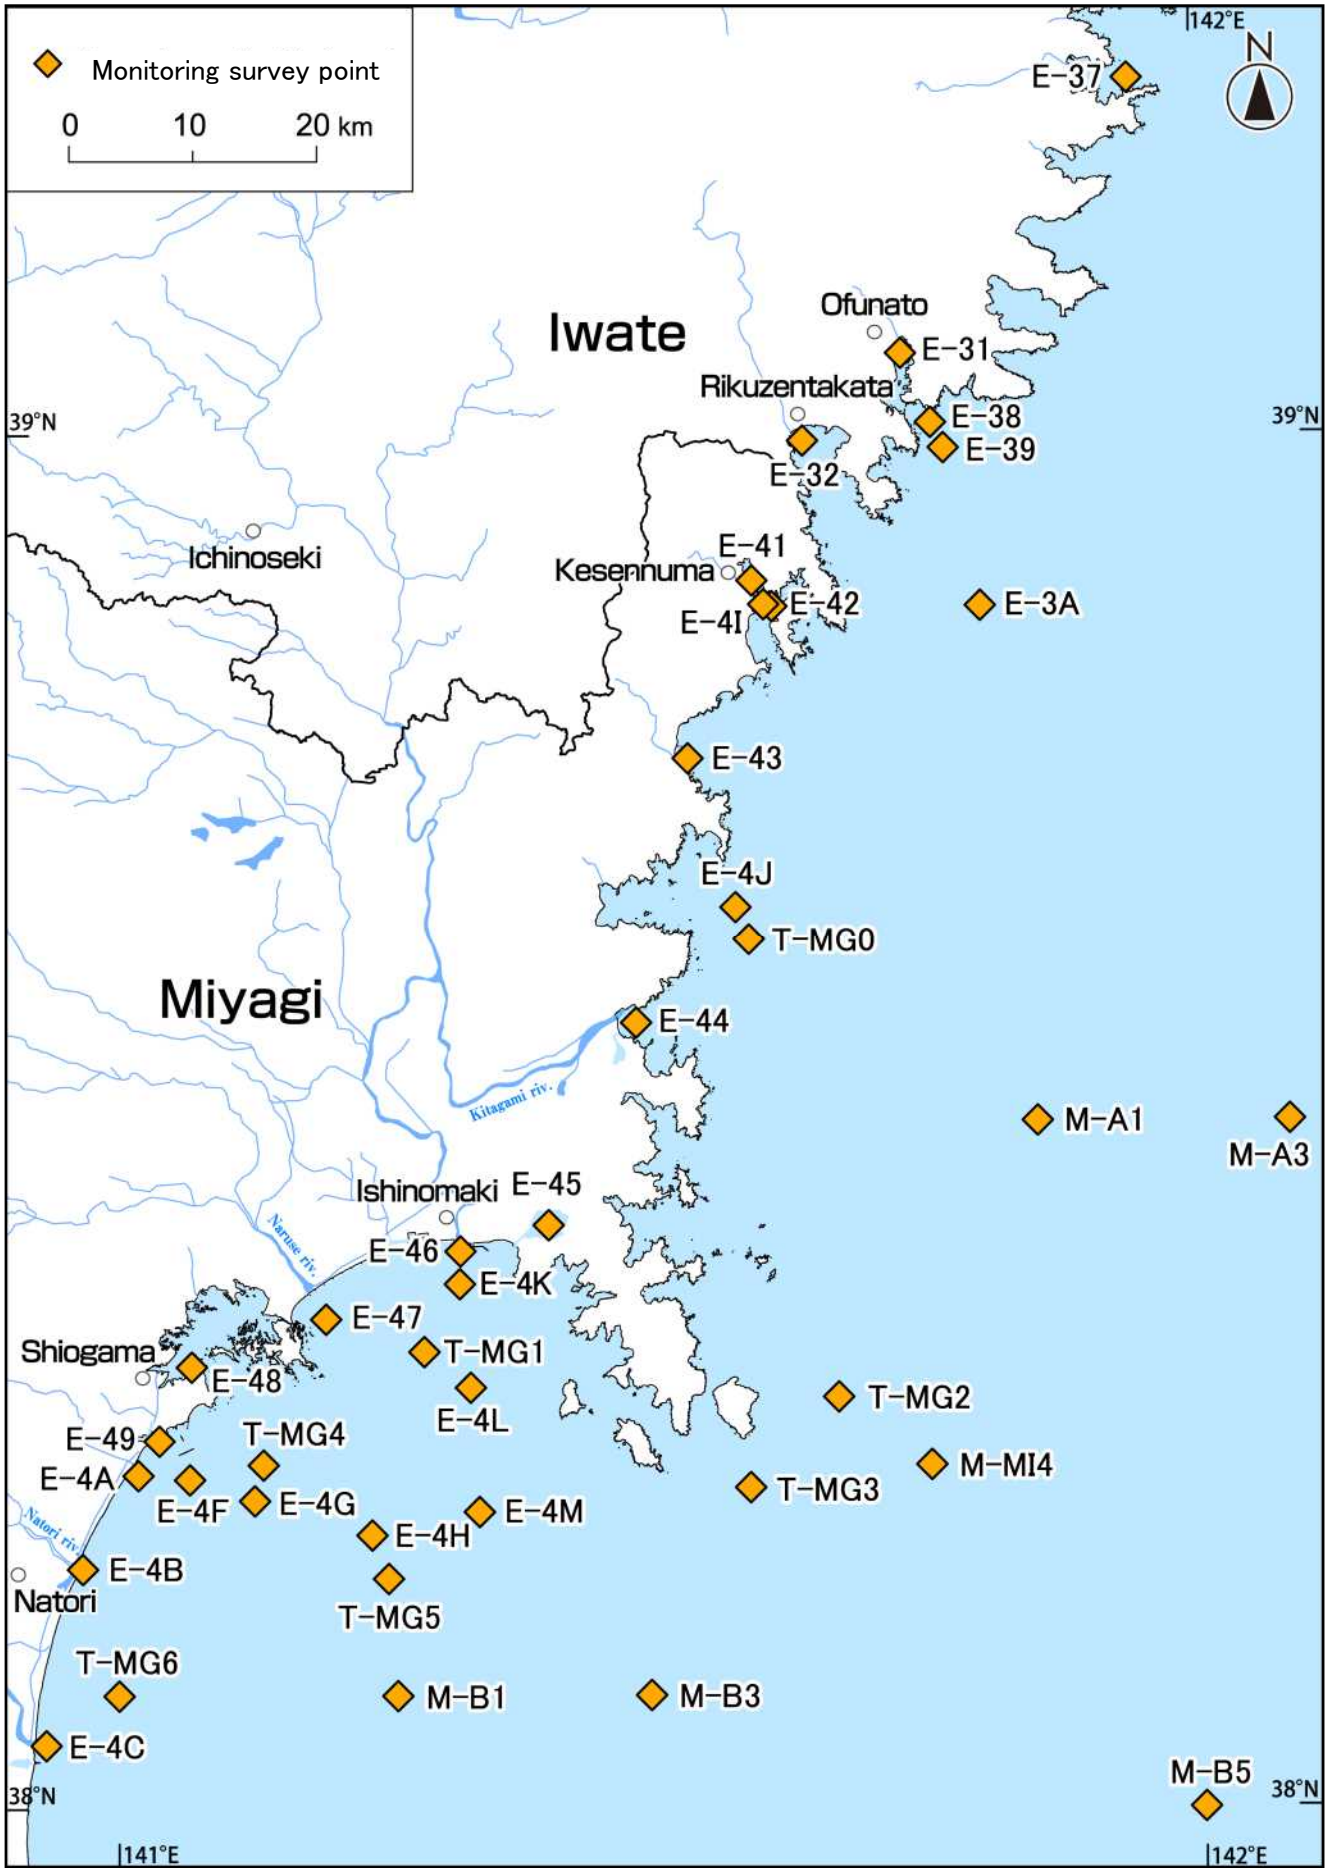 142°E
N
E-37
Monitoring survey point
0 10 20 km
Ofunato
Iwate
E-31
Rikuzentakata
39°N
E-38
39°N
E-39
E-32
Ichinoseki
E-41
Kesennuma
E-42
E-4I
E-3A
E-43
E-4J
T-MG0
Miyagi
E-44
Kitagami riv.
M-A1
M-A3
Ishinomaki
E-45
Naruse riv.
E-46
E-4K
E-47
Shiogama
T-MG1
E-48
E-4L
T-MG2
E-49
T-MG4
E-4A
M-MI4
E-4F
E-4G
T-MG3
E-4M
Natori riv.
E-4H
E-4B
Natori
T-MG5
T-MG6
M-B1
M-B3
E-4C
M-B5
38°N
38°N
141°E
142°E